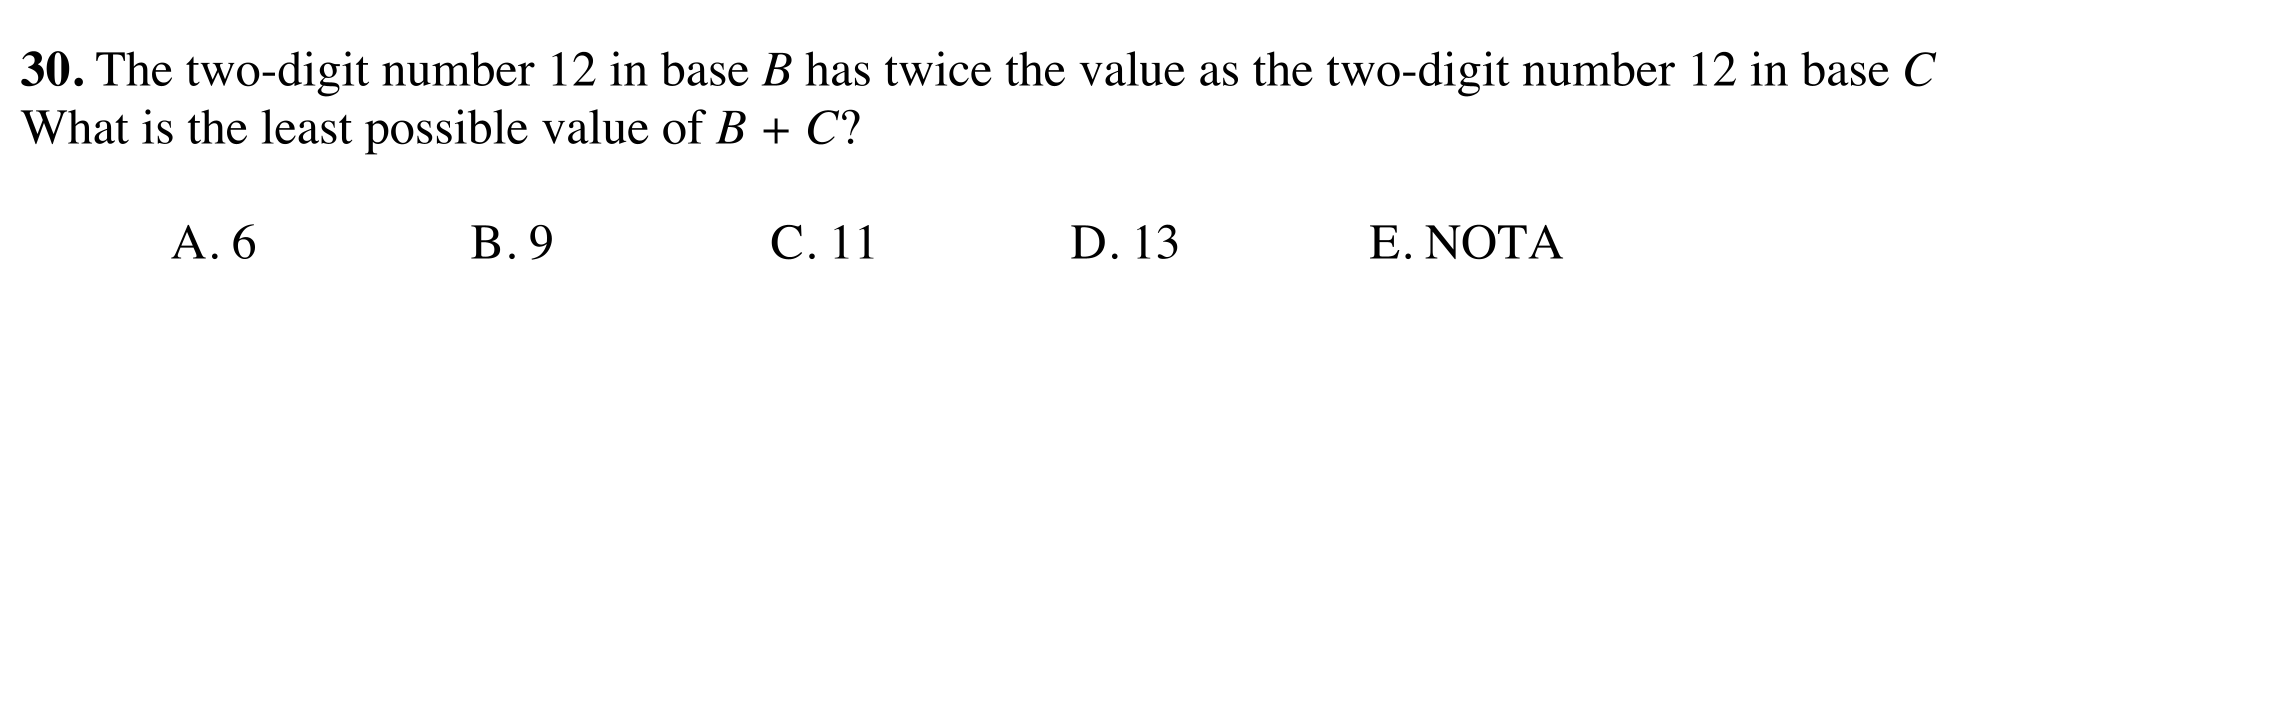 30. The two-digit number 12 in base B has twice the value as the two-digit number 12 in base C
What is the least possible value of B + C?
A. 6 B. 9 C. 11 D. 13 E. NOTA